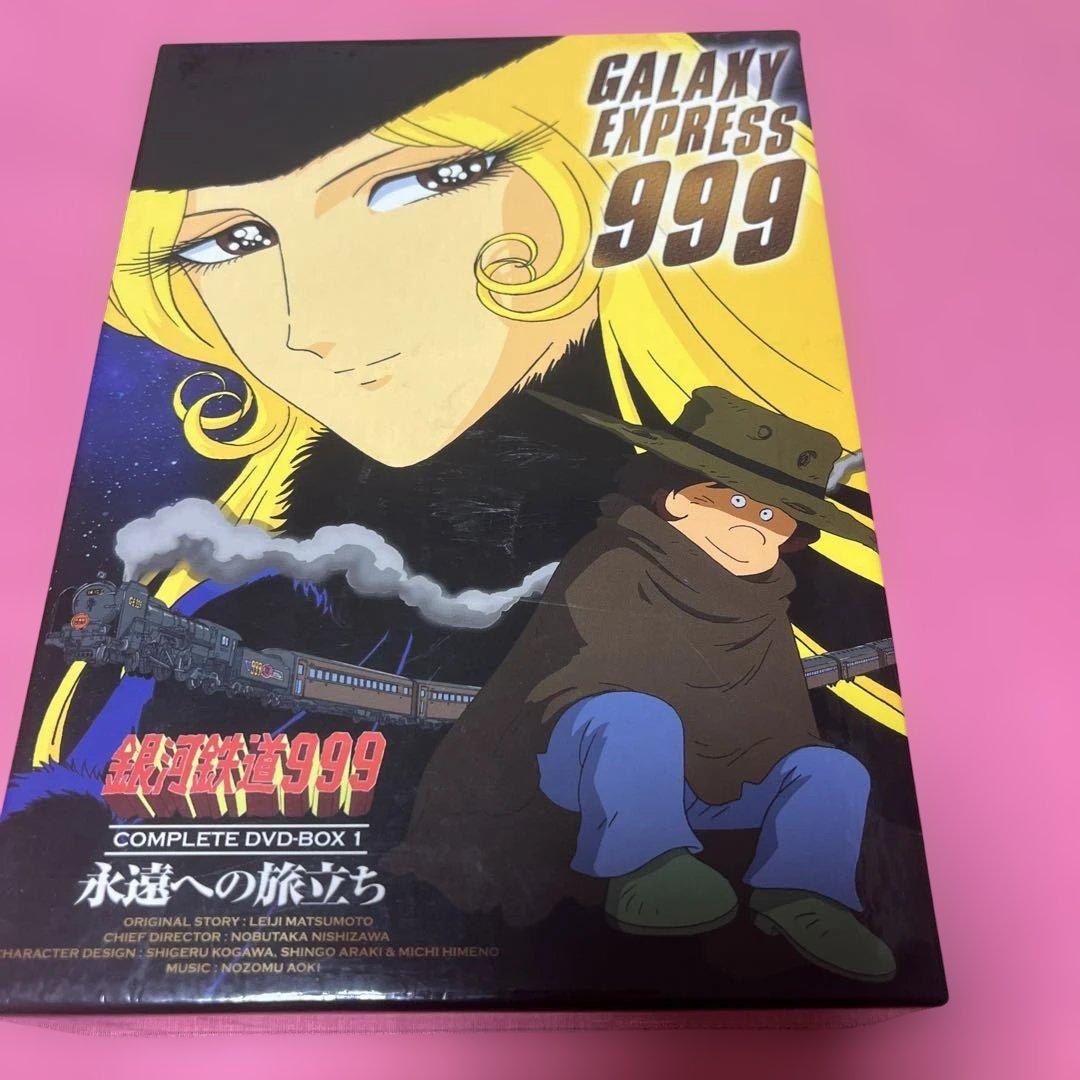 GALAXY
EXPRESS
999
銀河鉄道999
COMPLETE DVD-BOX 1
永遠への旅立ち
ORIGINAL STORY : LEIJI MATSUMOTO
CHIEF DIRECTOR : NOBUTAKA NISHIZAWA
CHARACTER DESIGN : SHIGERU KOGAWA, SHINGO ARAKI & MICHI HIMENO
MUSIC : NOZOMU AOKI